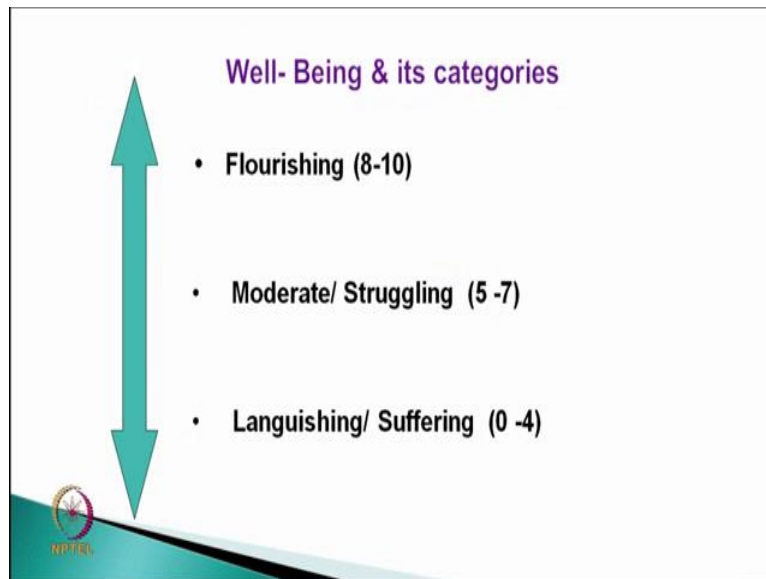 Well- Being & its categories
• Flourishing (8-10)
• Moderate/ Struggling (5 -7)
• Languishing/ Suffering (0 -4)
NPTEL